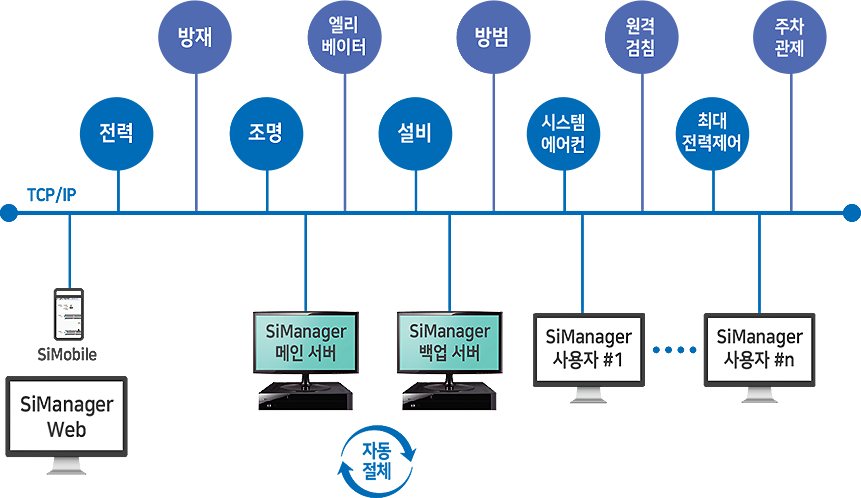 방재
엘리
베이터
방범
원격
검침
주차
관제
전력
조명
설비
시스템
에어컨
최대
전력제어
TCP/IP
SiMobile
SiManager
Web
SiManager
메인 서버
SiManager
백업 서버
SiManager
사용자 #1
SiManager
사용자 #n
자동
절체